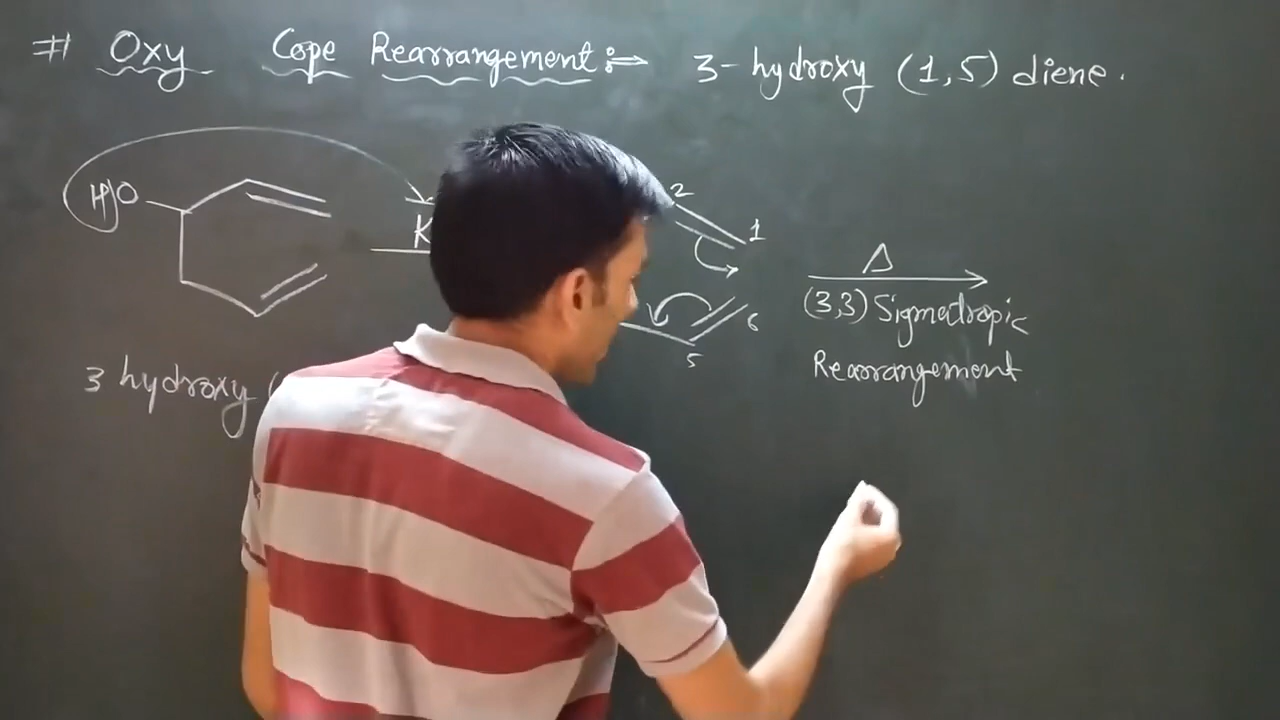 # Oxy Cope Rearrangement :⇒ 3-hydroxy (1,5) diene.
HO
K
2
1
6
5
Δ
(3,3) Sigmatropic
Rearrangement
3 hydroxy (